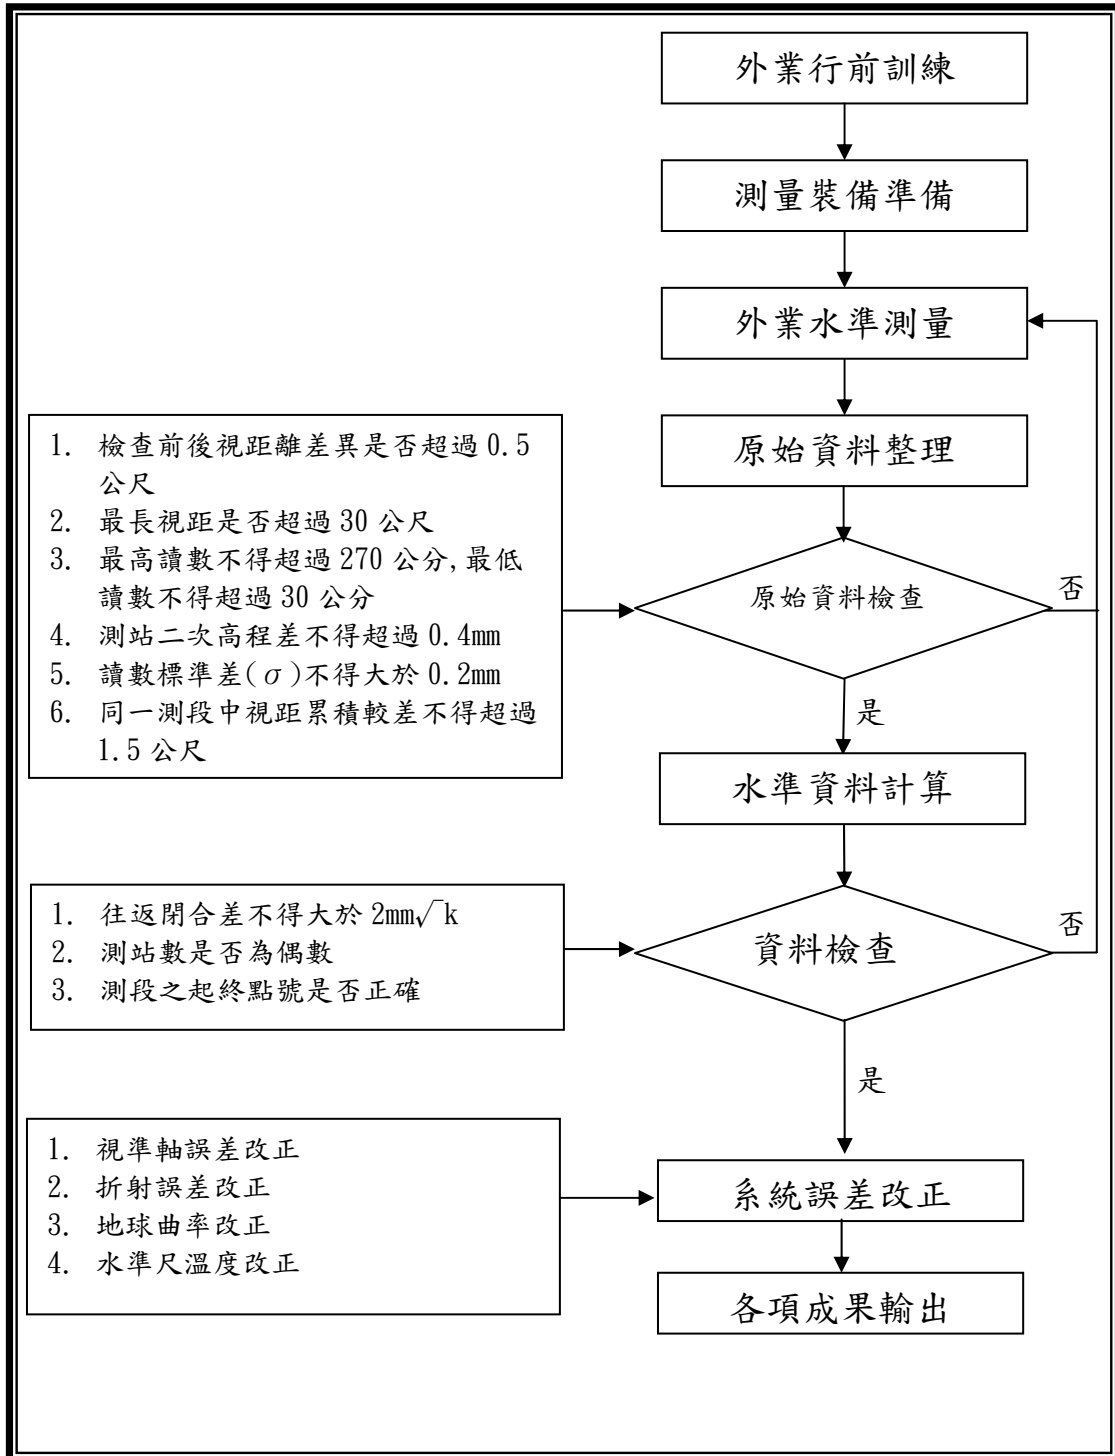 外業行前訓練
測量裝備準備
外業水準測量
原始資料整理
1. 檢查前後視距離差異是否超過 0.5
公尺
2. 最長視距是否超過 30 公尺
3. 最高讀數不得超過 270 公分,最低
讀數不得超過 30 公分
4. 測站二次高程差不得超過 0.4mm
5. 讀數標準差(σ)不得大於 0.2mm
6. 同一測段中視距累積較差不得超過
1.5 公尺
原始資料檢查
否
是
水準資料計算
1. 往返閉合差不得大於 2mm√k
2. 測站數是否為偶數
3. 測段之起終點號是否正確
資料檢查
否
是
1. 視準軸誤差改正
2. 折射誤差改正
3. 地球曲率改正
4. 水準尺溫度改正
系統誤差改正
各項成果輸出